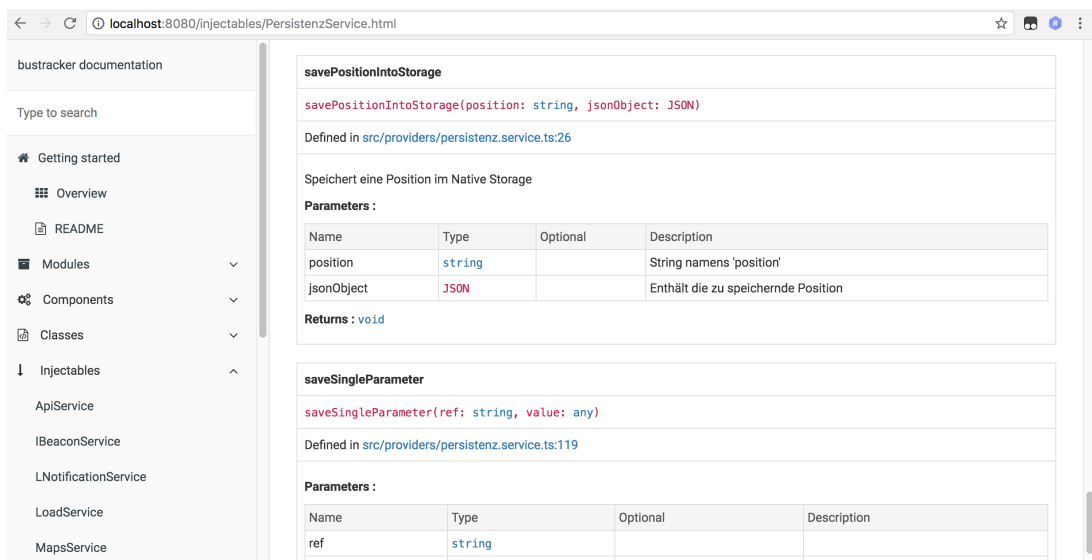 localhost:8080/injectables/PersistenzService.html
R
bustracker documentation
Type to search
Getting started
Overview
README
Modules
Components
Classes
Injectables
ApiService
IBeaconService
LNotificationService
LoadService
MapsService
savePositionIntoStorage
savePositionIntoStorage(position: string, jsonObject: JSON)
Defined in src/providers/persistenz.service.ts:26
Speichert eine Position im Native Storage
Parameters :
Name Type Optional Description
position string String namens 'position'
jsonObject JSON Enthält die zu speichernde Position
Returns : void
saveSingleParameter
saveSingleParameter(ref: string, value: any)
Defined in src/providers/persistenz.service.ts:119
Parameters :
Name Type Optional Description
ref string